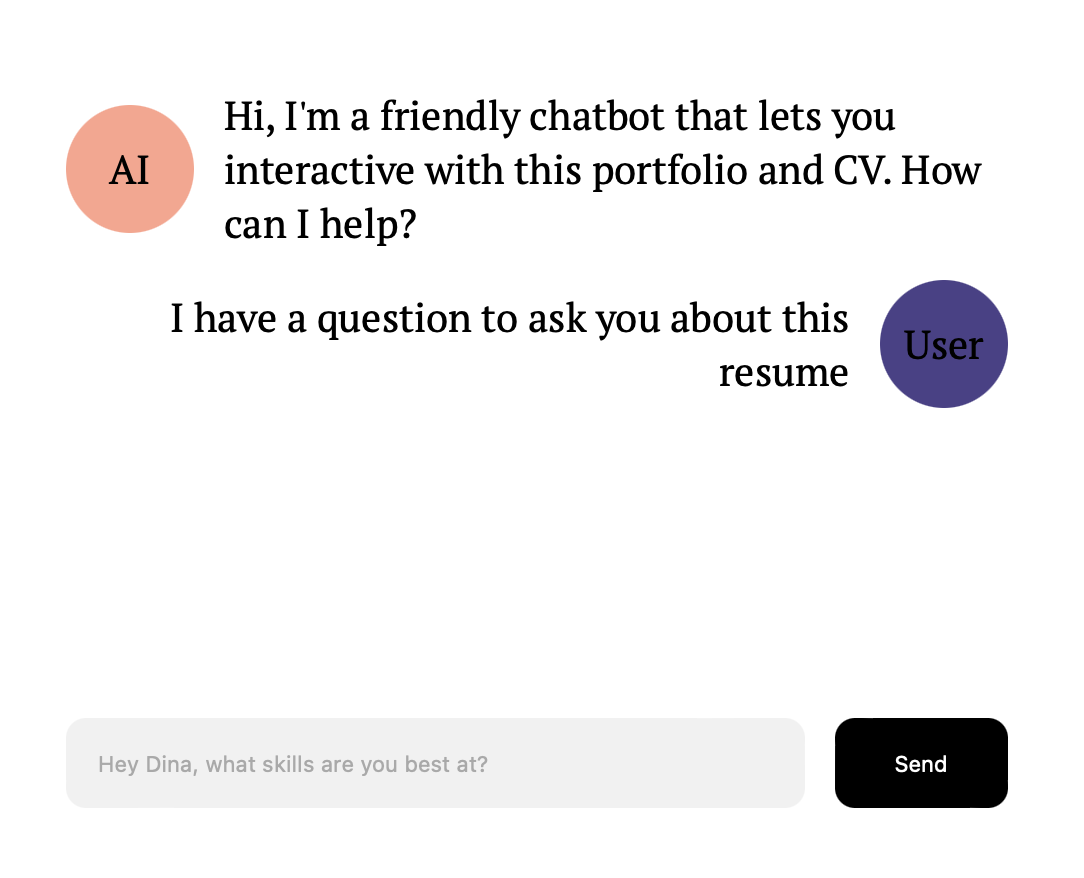 Hi, I'm a friendly chatbot that lets you
AI
interactive with this portfolio and CV. How
can I help?
I have a question to ask you about this
User
resume
Hey Dina, what skills are you best at?
Send